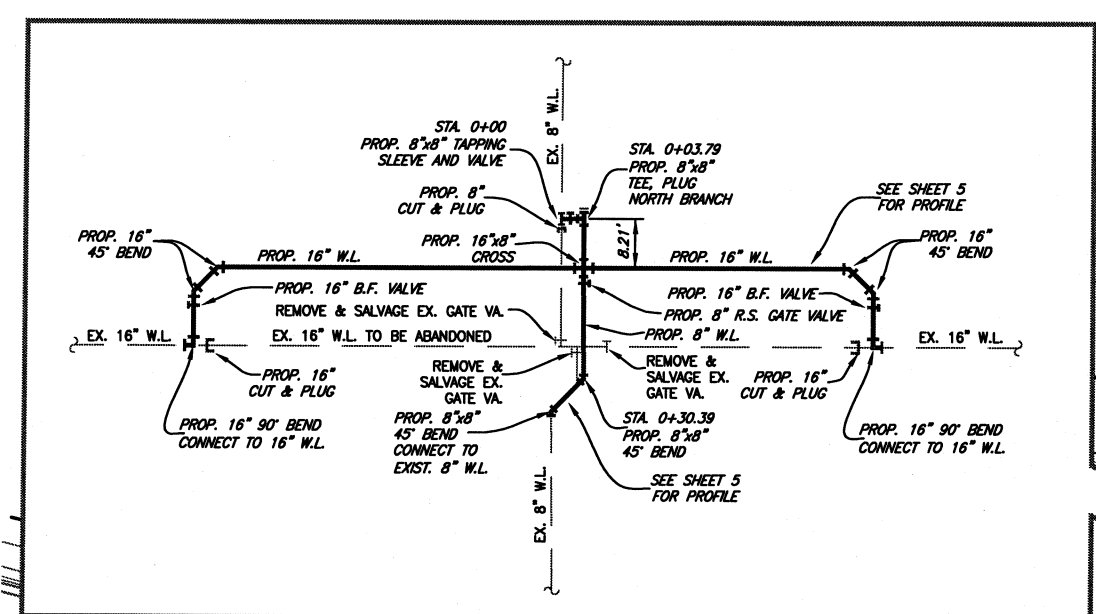 EX. 8" W.L.
STA. 0+00
PROP. 8"x8" TAPPING
SLEEVE AND VALVE
STA. 0+03.79
PROP. 8"x8"
TEE, PLUG
NORTH BRANCH
SEE SHEET 5
FOR PROFILE
PROP. 8"
CUT & PLUG
PROP. 16"
45° BEND
PROP. 16" W.L.
PROP. 16"x8"
CROSS
8.21'
PROP. 16" W.L.
PROP. 16"
45° BEND
PROP. 16" B.F. VALVE
PROP. 16" B.F. VALVE
REMOVE & SALVAGE EX. GATE VA.
PROP. 8" R.S. GATE VALVE
EX. 16" W.L.
EX. 16" W.L. TO BE ABANDONED
PROP. 8" W.L.
EX. 16" W.L.
REMOVE &
SALVAGE EX.
GATE VA.
REMOVE &
SALVAGE EX.
GATE VA.
PROP. 16"
CUT & PLUG
PROP. 16"
CUT & PLUG
PROP. 16" 90° BEND
CONNECT TO 16" W.L.
PROP. 8"x8"
45° BEND
CONNECT TO
EXIST. 8" W.L.
STA. 0+30.39
PROP. 8"x8"
45° BEND
PROP. 16" 90° BEND
CONNECT TO 16" W.L.
SEE SHEET 5
FOR PROFILE
EX. 8" W.L.